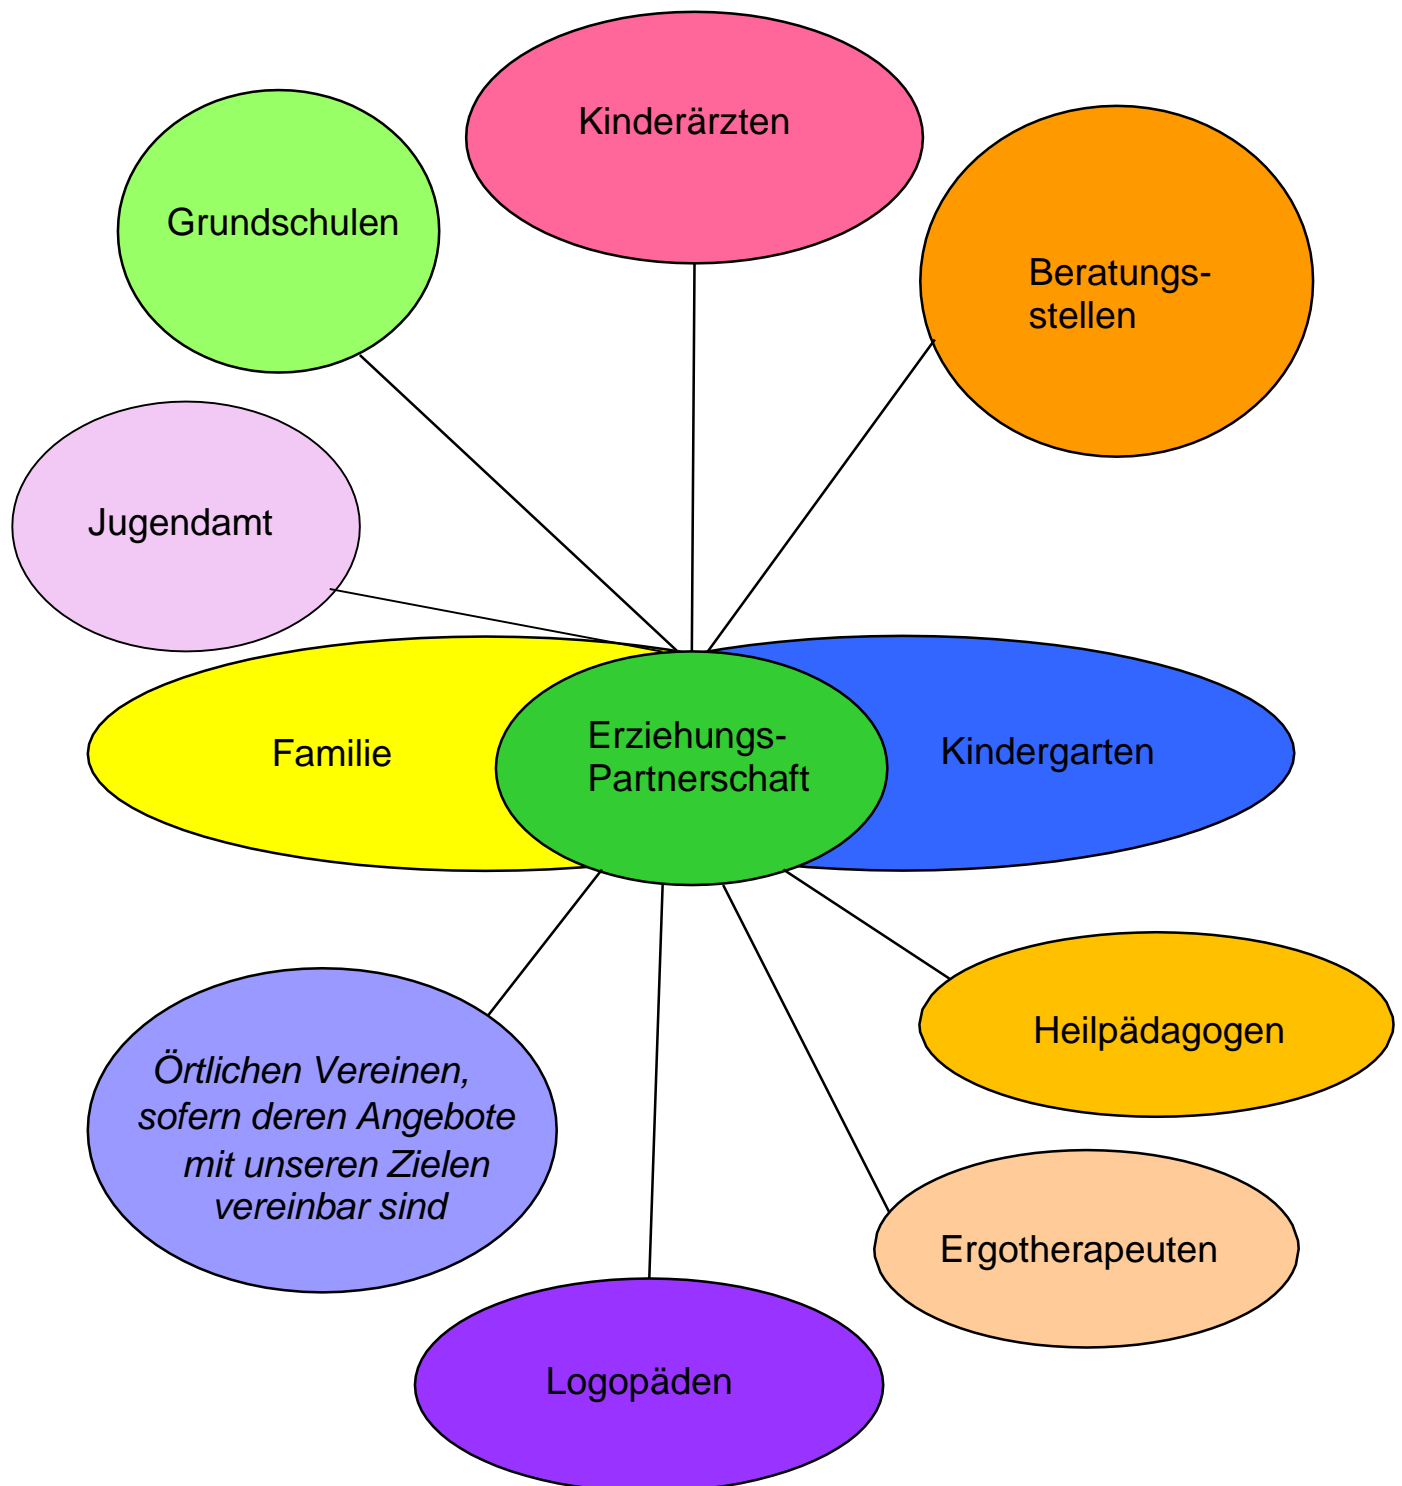 Kinderärzten
Grundschulen
Beratungs-
stellen
Jugendamt
Familie
Erziehungs-
Partnerschaft
Kindergarten
Örtlichen Vereinen,
sofern deren Angebote
mit unseren Zielen
vereinbar sind
Heilpädagogen
Ergotherapeuten
Logopäden